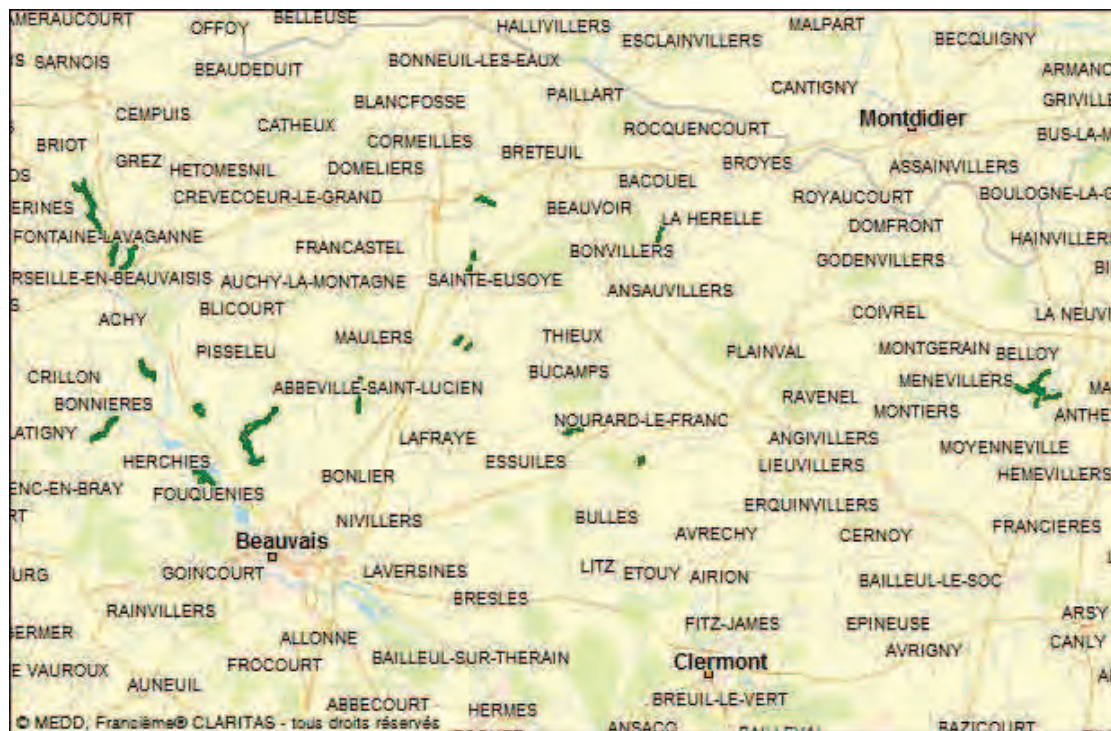 AMERAUCOURT
OFFOY
BELLEUSE
HALLIVILLERS
ESCLAINVILLERS
MALPART
BECQUIGNY
SARNOIS
BEAUDEDUIT
BONNEUIL-LES-EAUX
ARMANC
CEMPUIS
BLANCFOSSE
PAILLART
CANTIGNY
GRIVILLE
CATHEUX
CORMEILLES
ROCQUENCOURT
Montdidier
BUS-LA-M
BRIOT
GREZ
HETOMESNIL
DOMELIERS
BRETEUIL
BROYES
ASSAINVILLERS
BACOUEL
CREVECOEUR-LE-GRAND
ROYAUCOURT
BOULOGNE-LA-G
ERINES
BEAUVOIR
LA HERELLE
DOMFRONT
FONTAINE-LAVAGANNE
FRANCASTEL
BONVILLERS
HAINVILLERS
GODENVILLERS
BI
RSEILLE-EN-BEAUVAISIS
AUCHY-LA-MONTAGNE
SAINTE-EUSOYE
ANSAUVILLERS
BLICOURT
ACHY
COIVREL
LA NEUVI
MAULERS
THIEUX
PISSELEU
PLAINVAL
MONTGERAIN
BELLOY
CRILLON
ABBEVILLE-SAINT-LUCIEN
BUCAMPS
MENEVILLERS
MA
BONNIERES
RAVENEL
MONTIERS
ANTHE
LATIGNY
LAFRAYE
NOURARD-LE-FRANC
ANGIVILLERS
MOYENNEVILLE
HERCHIES
ESSUILES
LIEUVILLERS
BONLIER
HEMEVILLERS
ENC-EN-BRAY
FOUQUENIES
ERQUINVILLERS
RT
NIVILLERS
BULLES
AVRECHY
CERNOY
FRANCIERES
Beauvais
URG
GOINCOURT
LAVERSINES
LITZ
ETOUY
AIRION
BAILLEUL-LE-SOC
BRESLES
RAINVILLERS
ARSY
GERMER
ALLONNE
FITZ-JAMES
EPINEUSE
CANLY
E VAUROUX
FROCOURT
BAILLEUL-SUR-THERAIN
Clermont
AVRIGNY
AUNEUIL
ABBECOURT
HERMES
BREUIL-LE-VERT
© MEDD, Francième® CLARITAS - tous droits réservés
ANSACQ
BAZICOURT